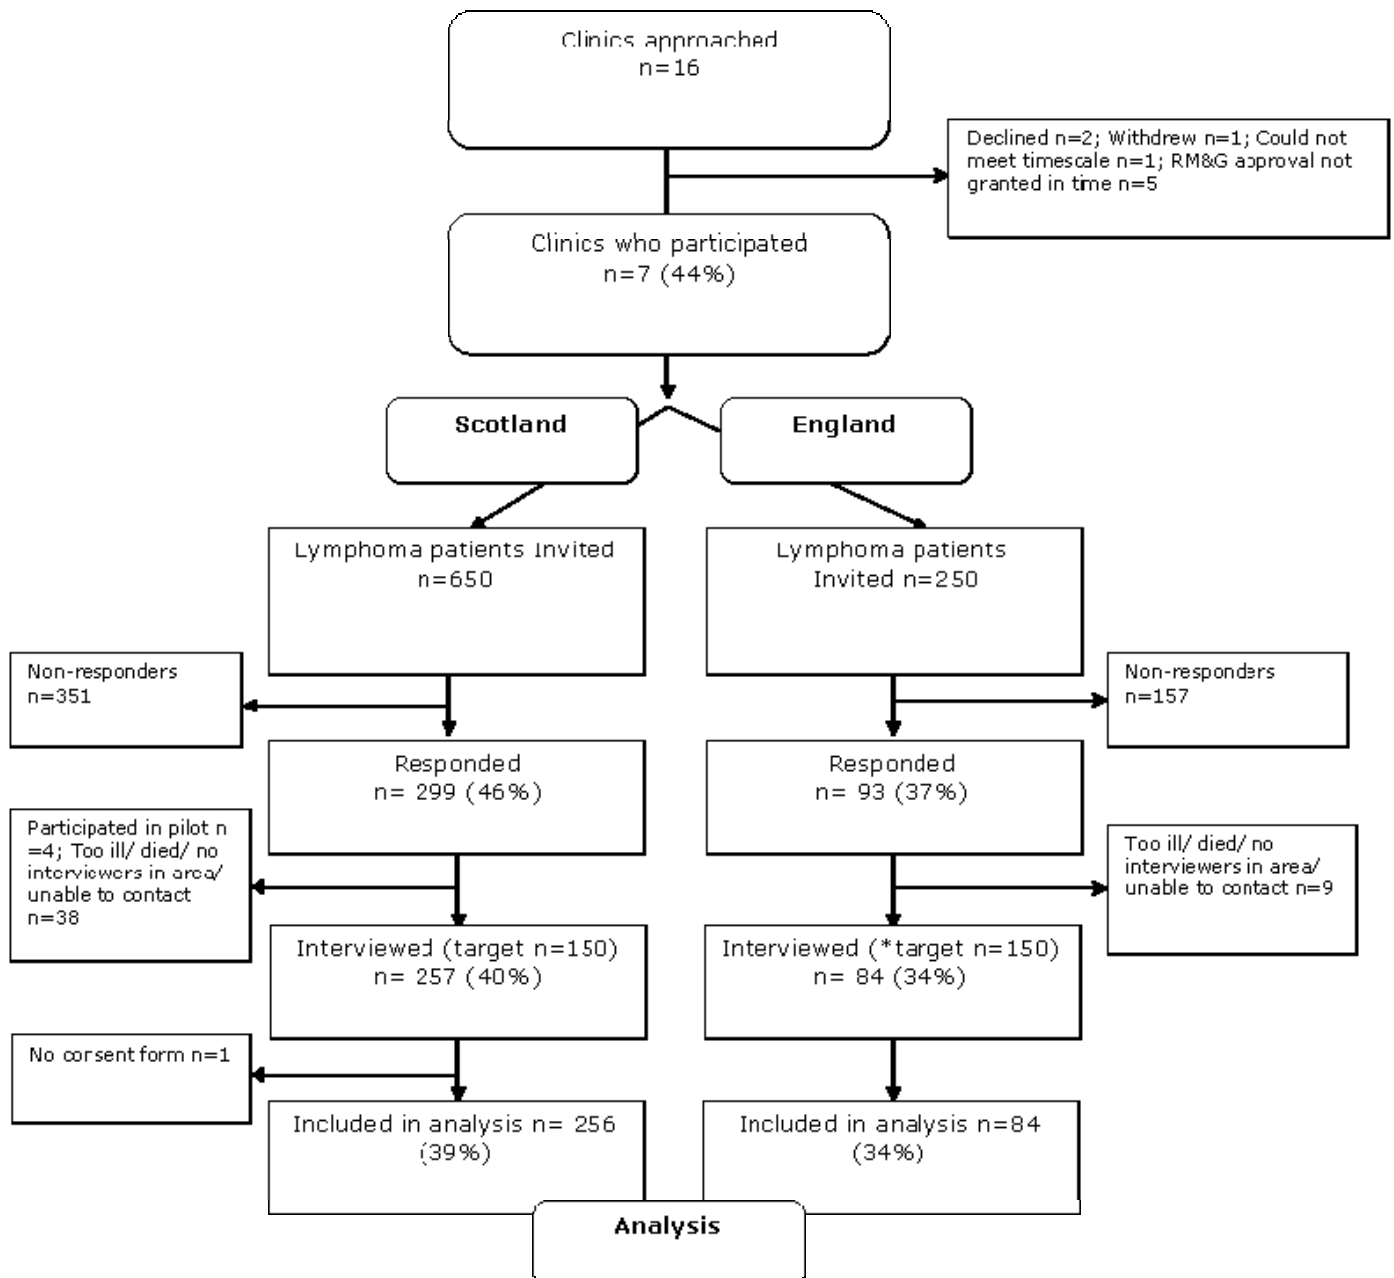 Clinics approached
n=16
Declined n=2; Withdrew n=1; Could not
meet timescale n=1; RM&G approval not
granted in time n=5
Clinics who participated
n=7 (44%)
Scotland
England
Lymphoma patients Invited
n=650
Lymphoma patients
Invited n=250
Non-responders
n=351
Non-responders
n=157
Responded
n= 299 (46%)
Responded
n= 93 (37%)
Participated in pilot n
=4; Too ill/ died/ no
interviewers in area/
unable to contact
n=38
Too ill/ died/ no
interviewers in area/
unable to contact n=9
Interviewed (target n=150)
n= 257 (40%)
Interviewed (*target n=150)
n= 84 (34%)
No consent form n=1
Included in analysis n= 256
(39%)
Included in analysis n=84
(34%)
Analysis